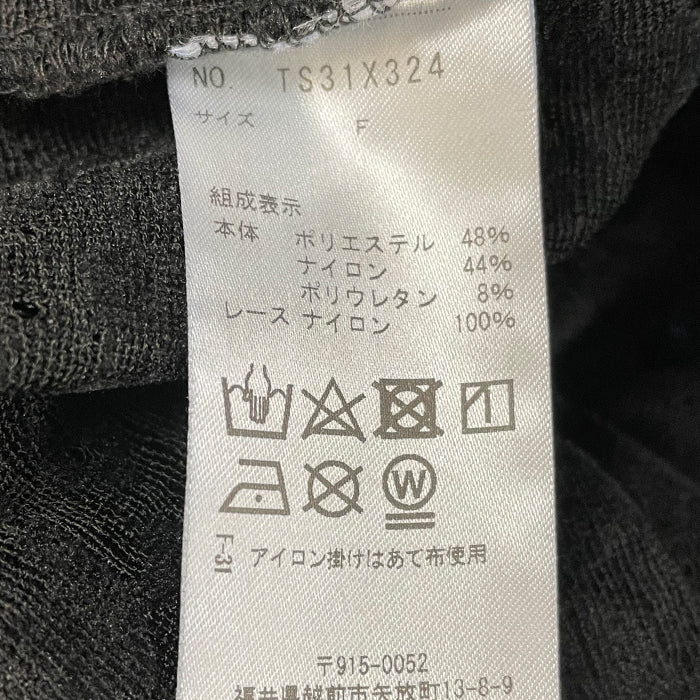 NO. TS31X324
サイズ F
組成表示
本体 ポリエステル 48%
ナイロン 44%
ポリウレタン 8%
レース ナイロン 100%
W
F-31
アイロン掛けはあて布使用
〒915-0052
福井県越前市矢放町13-8-9